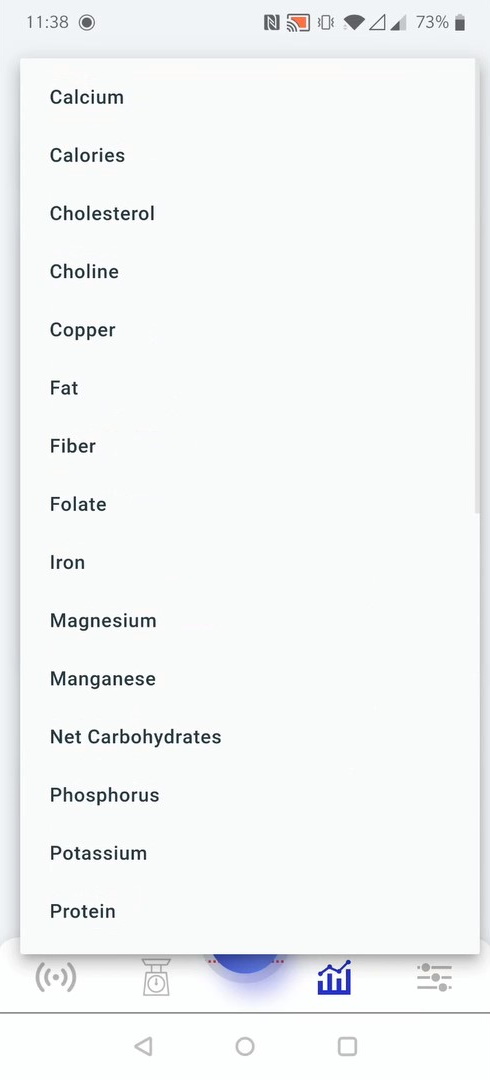 11:38
73%
Calcium
Calories
Cholesterol
Choline
Copper
Fat
Fiber
Folate
Iron
Magnesium
Manganese
Net Carbohydrates
Phosphorus
Potassium
Protein